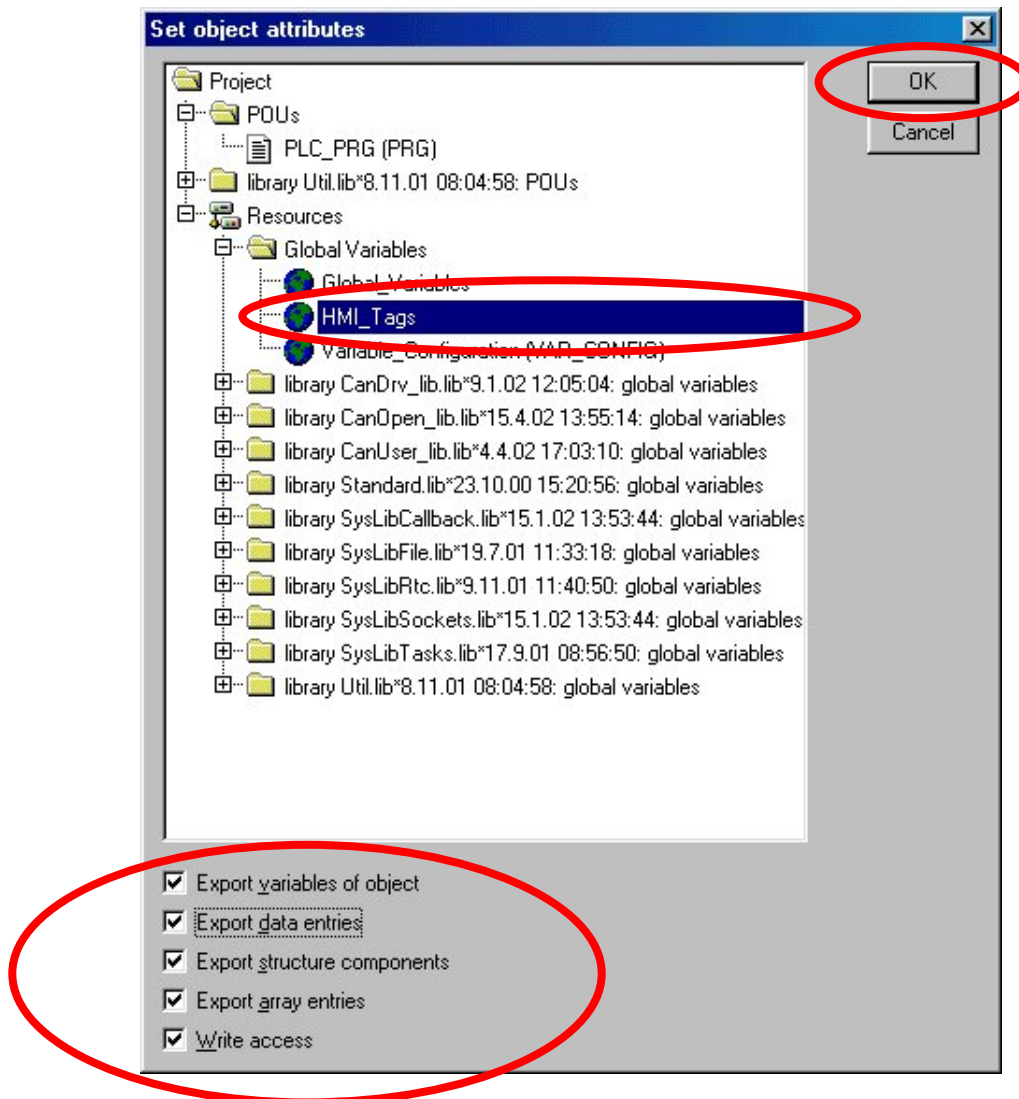 Set object attributes
OK
Cancel
Project
POUs
PLC_PRG (PRG)
library Util.lib*8.11.01 08:04:58: POUs
Resources
Global Variables
Global_Variables
HMI_Tags
Variable_Configuration (VAR_CONFIG)
library CanDrv_lib.lib*9.1.02 12:05:04: global variables
library CanOpen_lib.lib*15.4.02 13:55:14: global variables
library CanUser_lib.lib*4.4.02 17:03:10: global variables
library Standard.lib*23.10.00 15:20:56: global variables
library SysLibCallback.lib*15.1.02 13:53:44: global variables
library SysLibFile.lib*19.7.01 11:33:18: global variables
library SysLibRtc.lib*9.11.01 11:40:50: global variables
library SysLibSockets.lib*15.1.02 13:53:44: global variables
library SysLibTasks.lib*17.9.01 08:56:50: global variables
library Util.lib*8.11.01 08:04:58: global variables
Export variables of object
Export data entries
Export structure components
Export array entries
Write access